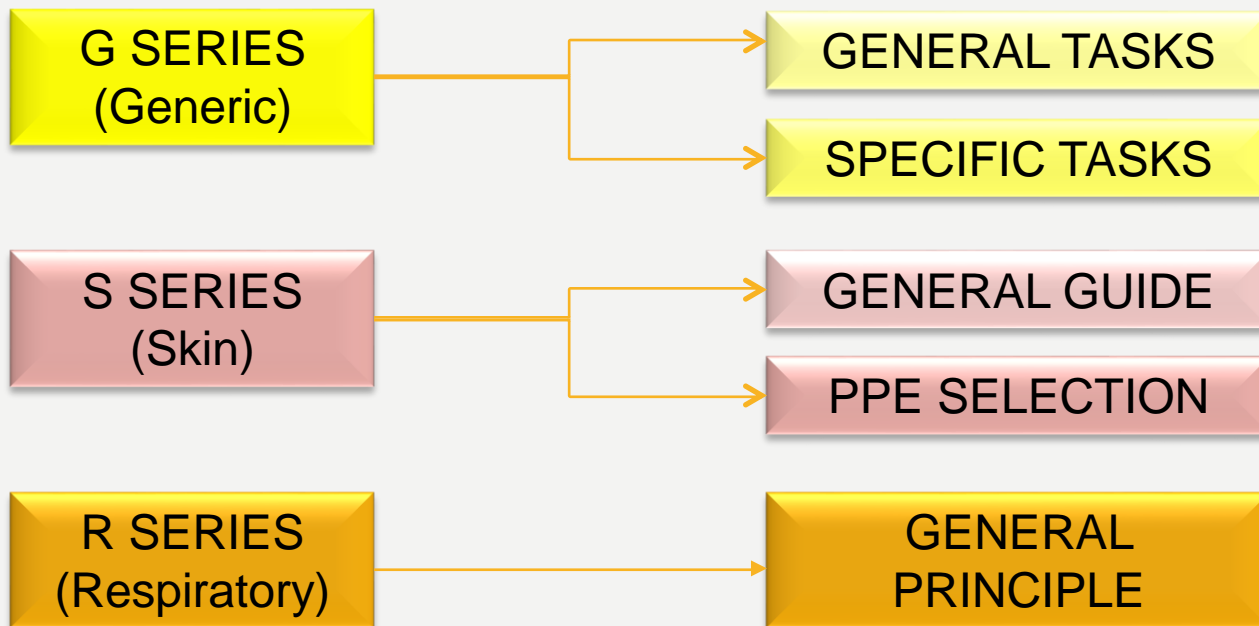 G SERIES
(Generic)
GENERAL TASKS
SPECIFIC TASKS
S SERIES
(Skin)
GENERAL GUIDE
PPE SELECTION
R SERIES
(Respiratory)
GENERAL
PRINCIPLE